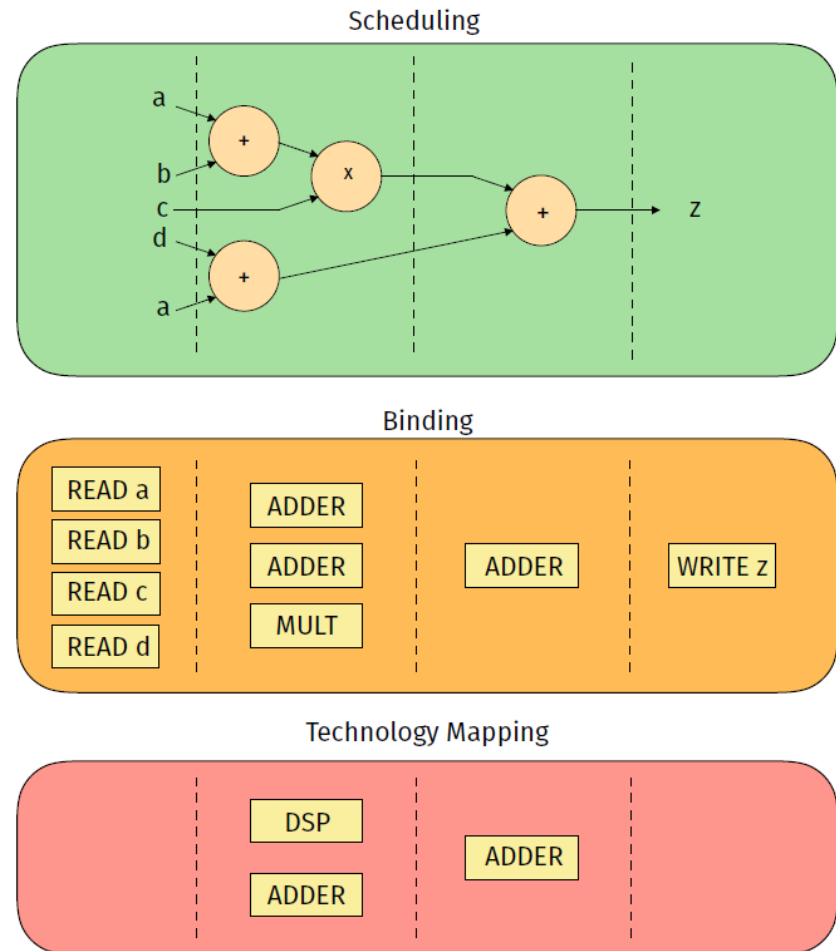 Scheduling
a
+
b
x
c
+
z
d
+
a
Binding
READ a
ADDER
READ b
ADDER
ADDER
WRITE z
READ c
MULT
READ d
Technology Mapping
DSP
ADDER
ADDER